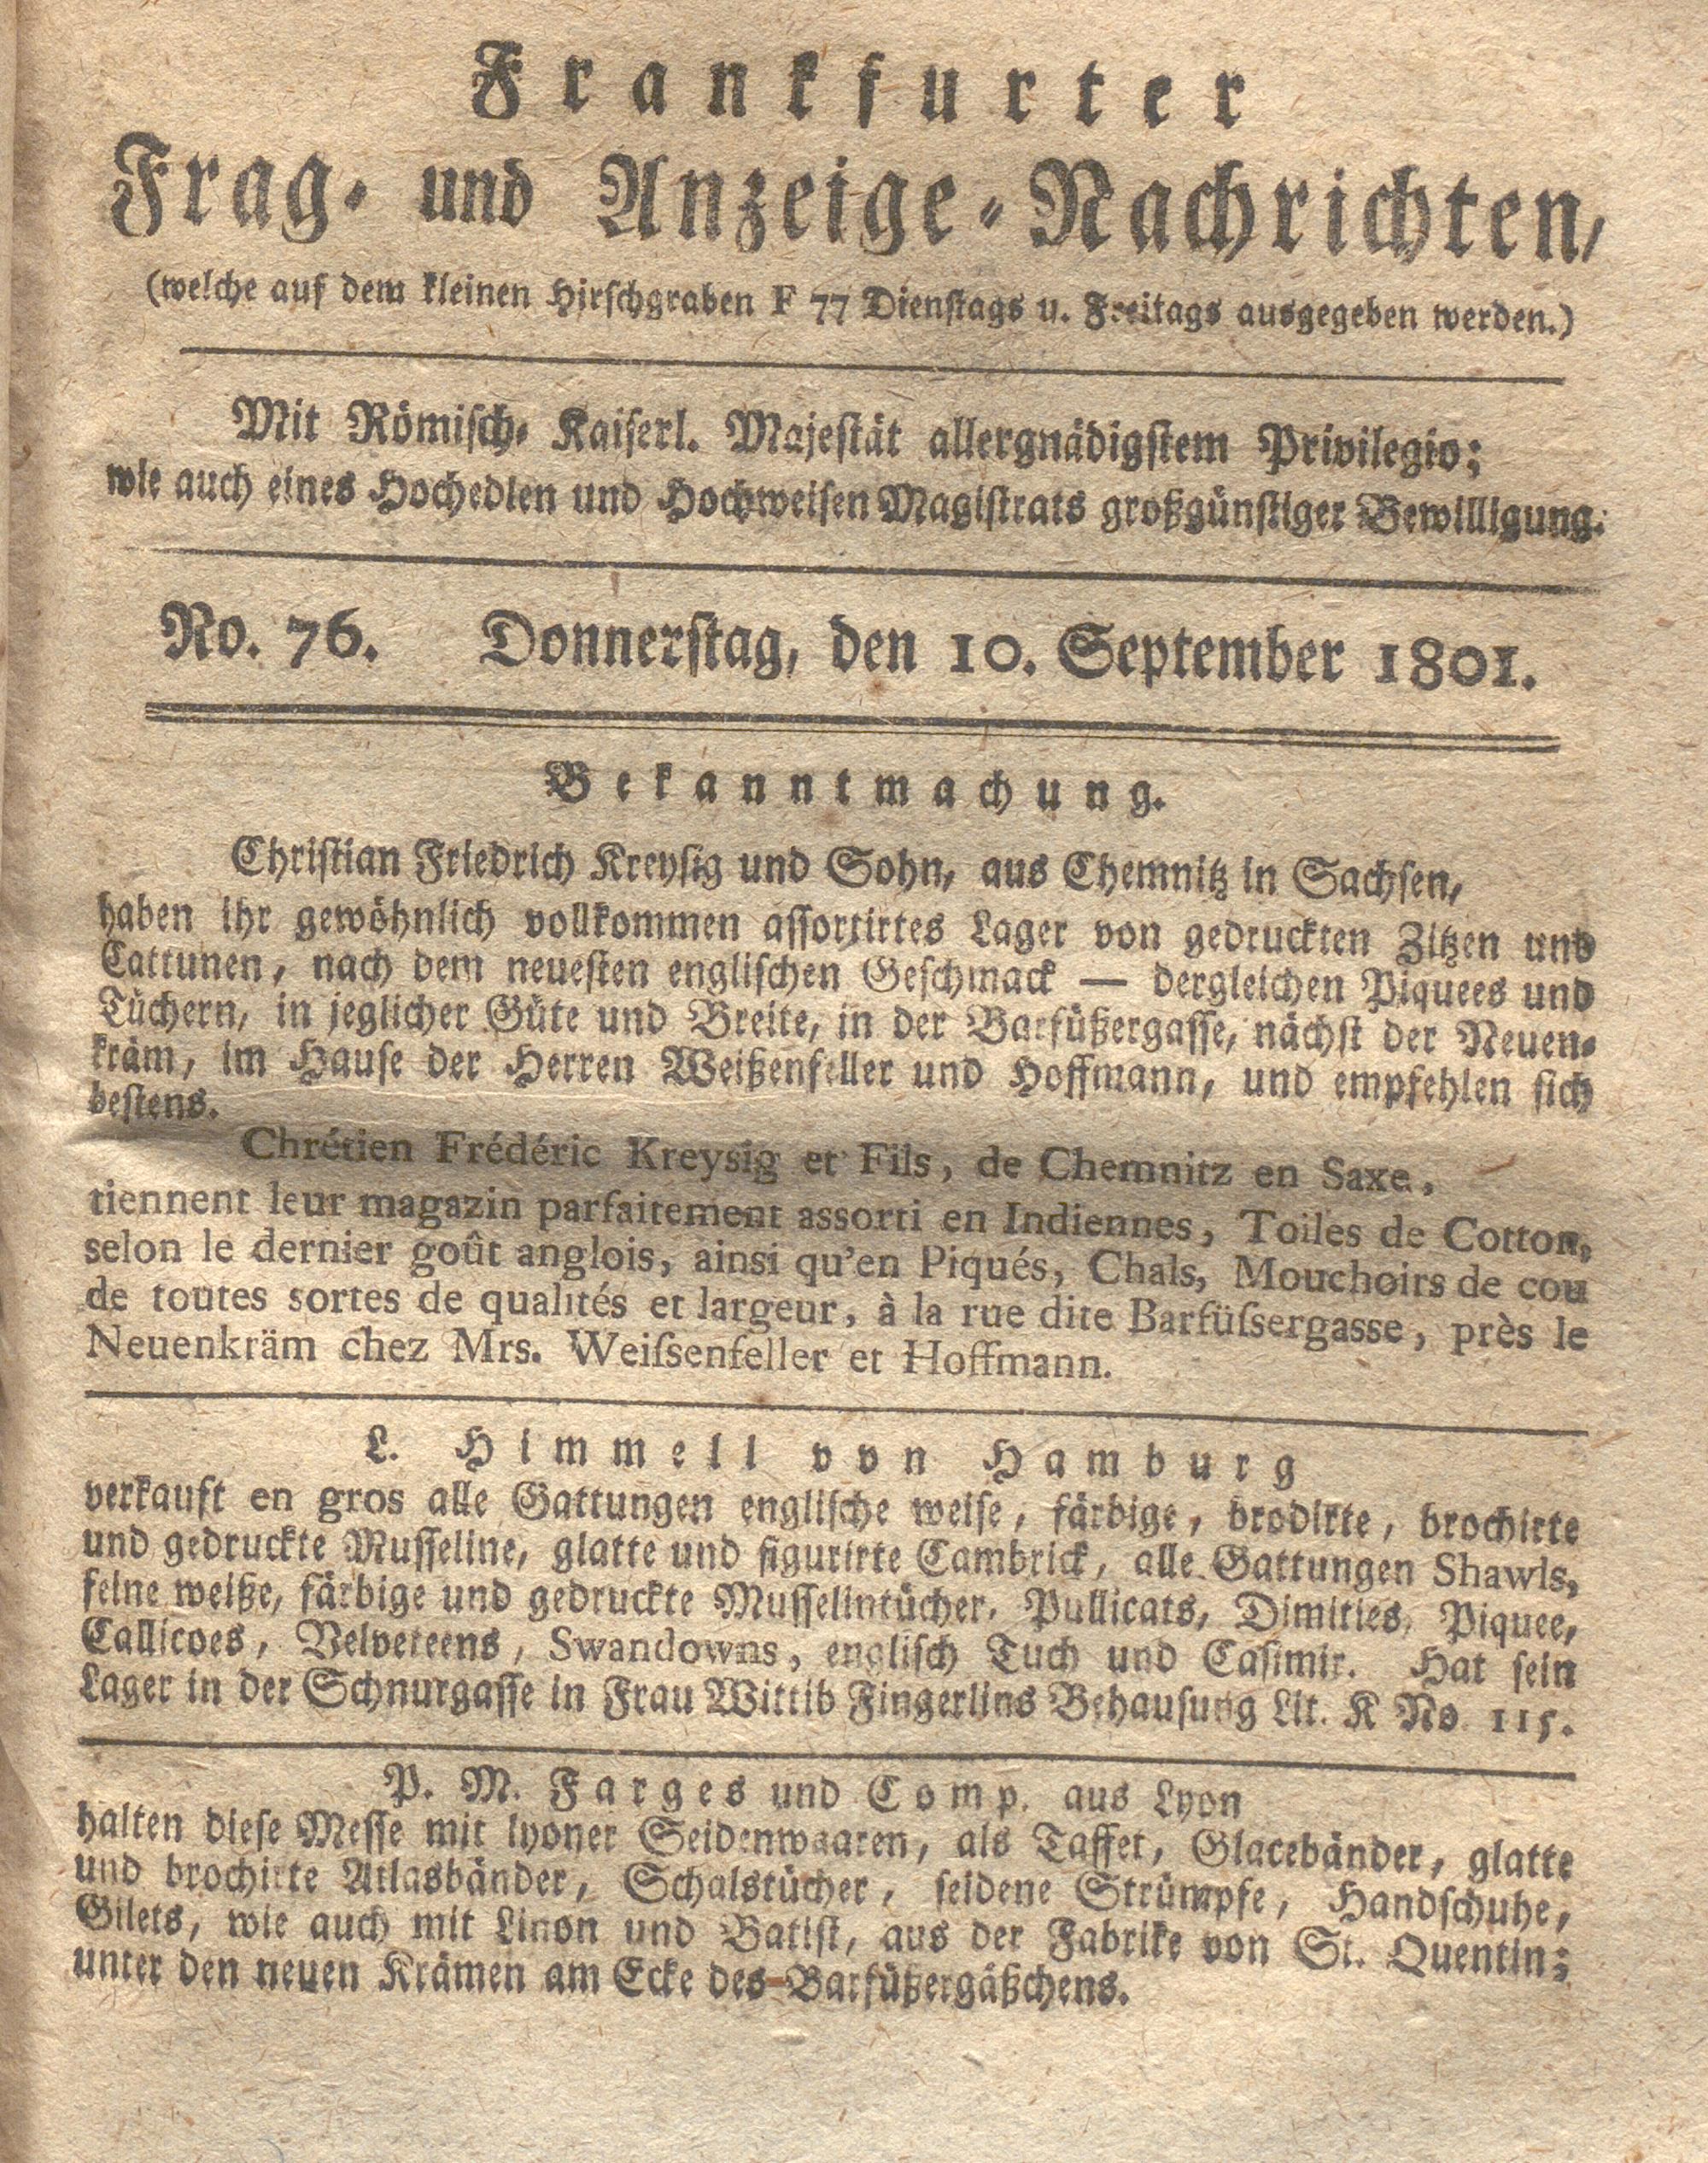 Frankfurter
Frag- und Anzeige-Nachrichten,
(welche auf dem kleinen Hirschgraben F 77 Dienstags u. Freitags ausgegeben werden.)
Mit Römisch- Kaiserl. Majestät allergnädigstem Privilegio;
wie auch eines Hochedlen und Hochweisen Magistrats großgünstiger Bewilligung.
No. 76. Donnerstag, den 10. September 1801.
Bekanntmachung.
Christian Friedrich Kreysig und Sohn, aus Chemnitz in Sachsen,
haben ihr gewöhnlich vollkommen assortirtes Lager von gedruckten Zitzen und
Cattunen, nach dem neuesten englischen Geschmack — dergleichen Piquees und
Tüchern, in jeglicher Güte und Breite, in der Barfüßergasse, nächst der Neuen-
kräm, im Hause der Herren Weißenfeller und Hoffmann, und empfehlen sich
bestens.
Chrétien Frédéric Kreysig et Fils, de Chemnitz en Saxe,
tiennent leur magazin parfaitement assorti en Indiennes, Toiles de Cotton,
selon le dernier goût anglois, ainsi qu'en Piqués, Chals, Mouchoirs de cou
de toutes sortes de qualités et largeur, à la rue dite Barfüſsergasse, près le
Neuenkräm chez Mrs. Weiſsenfeller et Hoffmann.
L. Himmell von Hamburg
verkauft en gros alle Gattungen englische weise, färbige, brodirte, brochirte
und gedruckte Musseline, glatte und figurirte Cambrick, alle Gattungen Shawls,
feine weiße, färbige und gedruckte Musselintücher, Pullicats, Dimities, Piquee,
Callicoes, Velveteens, Swandowns, englisch Tuch und Casimir. Hat sein
Lager in der Schnurgasse in Frau Wittib Fingerlins Behausung Lit. K No. 115.
P. M. Farges und Comp. aus Lyon
halten diese Messe mit lyoner Seidenwaaren, als Taffet, Glacebänder, glatte
und brochirte Atlasbänder, Schalstücher, seidene Strümpfe, Handschuhe,
Gilets, wie auch mit Linon und Batist, aus der Fabrike von St. Quentin;
unter den neuen Krämen am Ecke des Barfüßergäßchens.